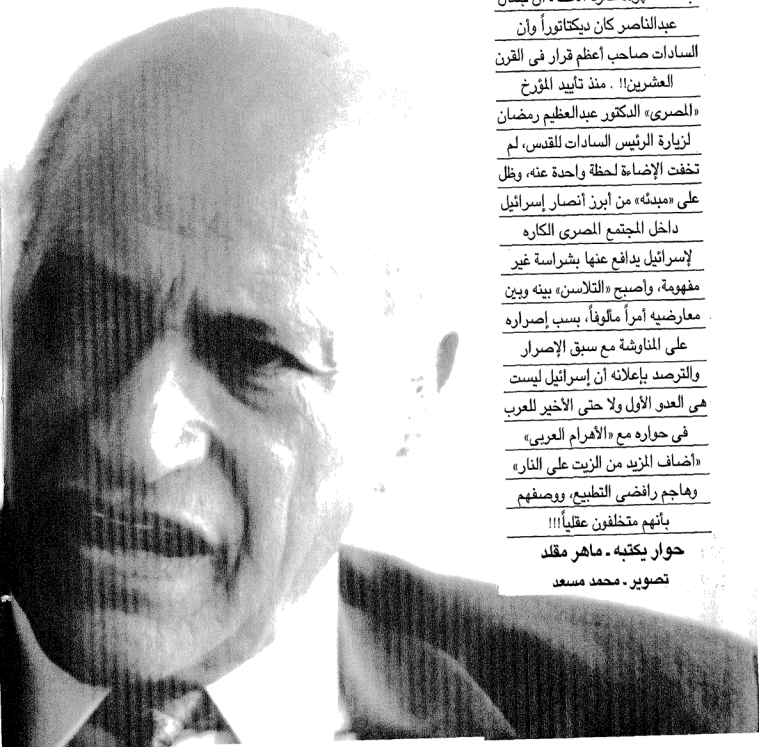 عبدالناصر كان ديكتاتوراً وأن
السادات صاحب أعظم قرار فى القرن
العشرين!! . منذ تأييد المؤرخ
«المصرى» الدكتور عبدالعظيم رمضان
لزيارة الرئيس السادات للقدس، لم
تخفت الإضاءة لحظة واحدة عنه، وظل
على «مبدئه» من أبرز أنصار إسرائيل
داخل المجتمع المصرى الكاره
لإسرائيل يدافع عنها بشراسة غير
مفهومة، وأصبح «التلاسن» بينه وبين
معارضيه أمراً مألوفاً، بسب إصراره
على المناوشة مع سبق الإصرار
والترصد بإعلانه أن إسرائيل ليست
هى العدو الأول ولا حتى الأخير للعرب
فى حواره مع «الأهرام العربى»
«أضاف المزيد من الزيت على النار»
وهاجم رافضى التطبيع، ووصفهم
بأنهم متخلفون عقلياً!!!
حوار يكتبه ـ ماهر مقلد
تصوير ـ محمد مسعد